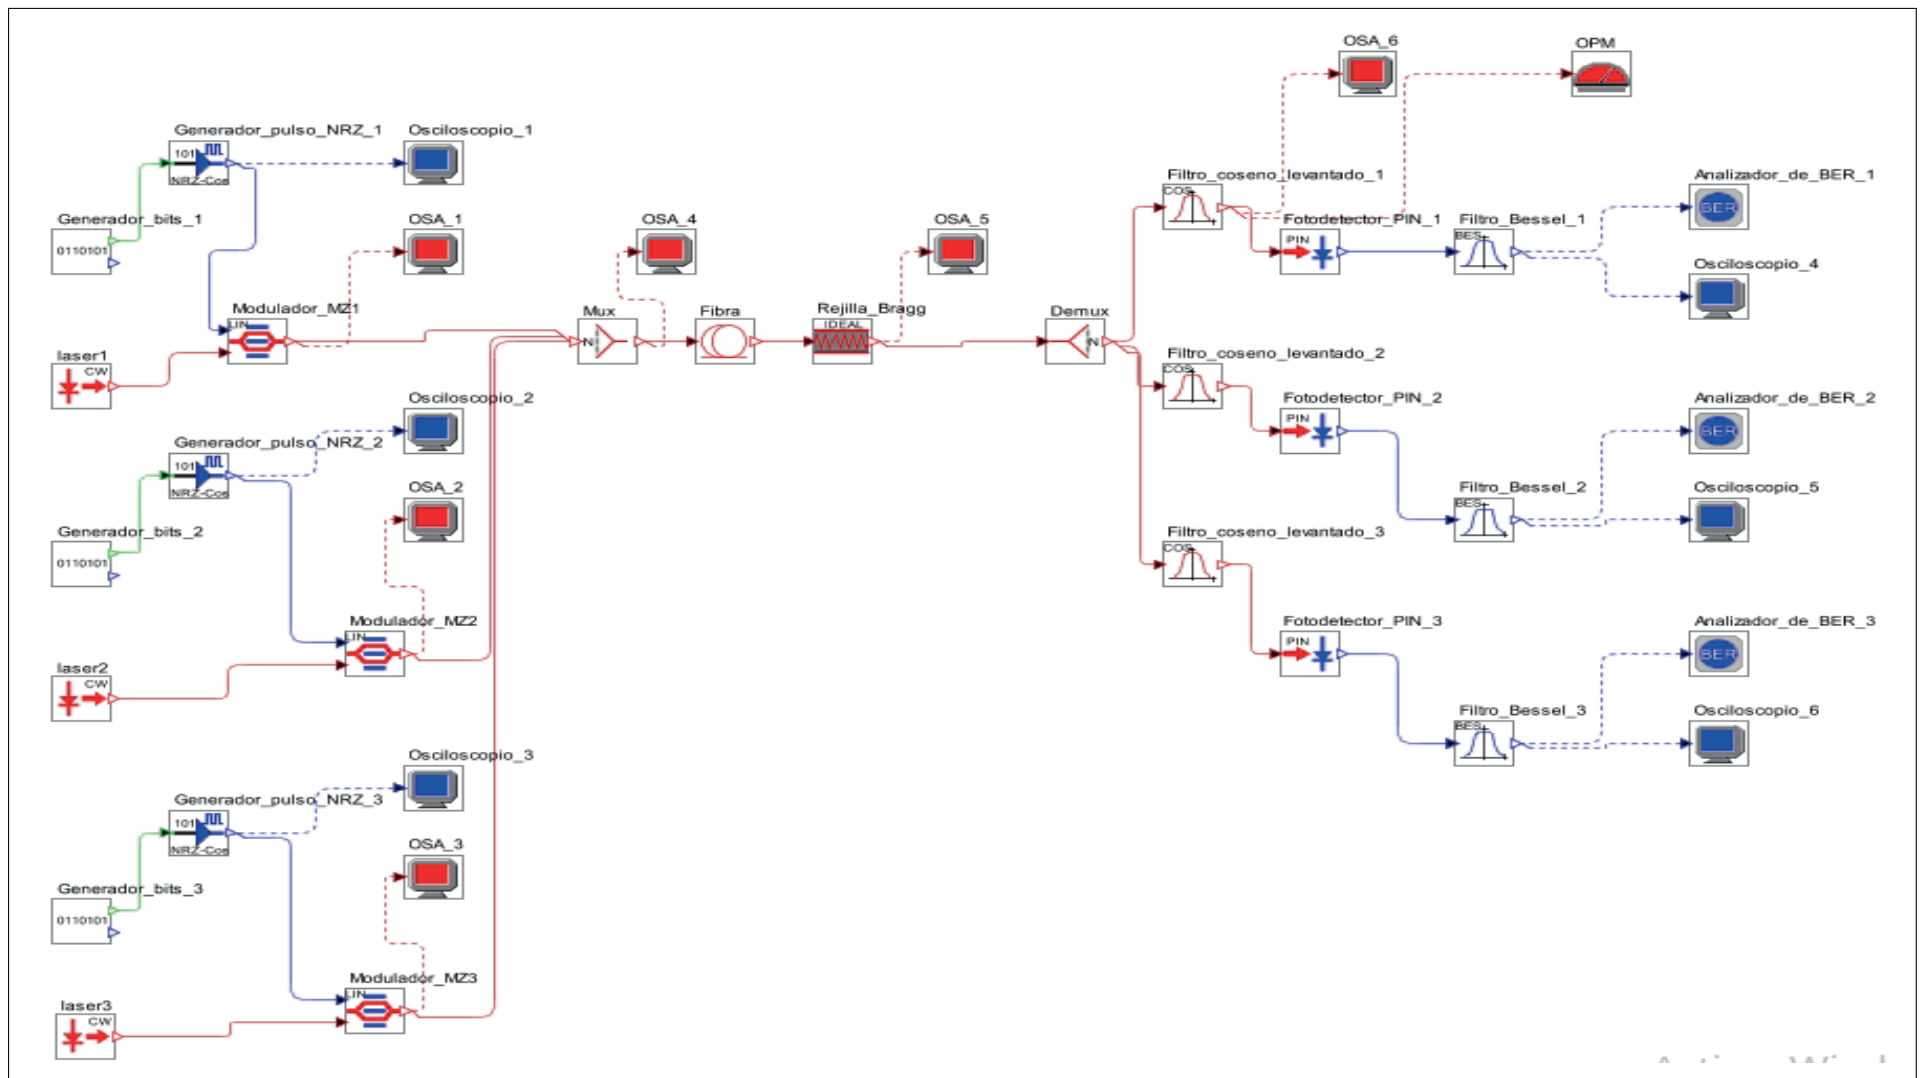 OSA_6
OPM
Generador_pulso_NRZ_1
Osciloscopio_1
101
NRZ-Cos
Filtro_coseno_levantado_1
COS
Analizador_de_BER_1
BER
Generador_bits_1
0110101
OSA_1
OSA_4
OSA_5
Fotodetector_PIN_1
PIN
Filtro_Bessel_1
BES
Osciloscopio_4
Modulador_MZ1
LIN
Mux
N
Fibra
Rejilla_Bragg
IDEAL
Demux
N
laser1
CW
Filtro_coseno_levantado_2
COS
Osciloscopio_2
Fotodetector_PIN_2
PIN
Analizador_de_BER_2
BER
Generador_pulso_NRZ_2
101
NRZ-Cos
OSA_2
Filtro_Bessel_2
BES
Osciloscopio_5
Generador_bits_2
0110101
Filtro_coseno_levantado_3
COS
Modulador_MZ2
LIN
Fotodetector_PIN_3
PIN
Analizador_de_BER_3
BER
laser2
CW
Filtro_Bessel_3
BES
Osciloscopio_6
Osciloscopio_3
Generador_pulso_NRZ_3
101
NRZ-Cos
OSA_3
Generador_bits_3
0110101
Modulador_MZ3
LIN
laser3
CW